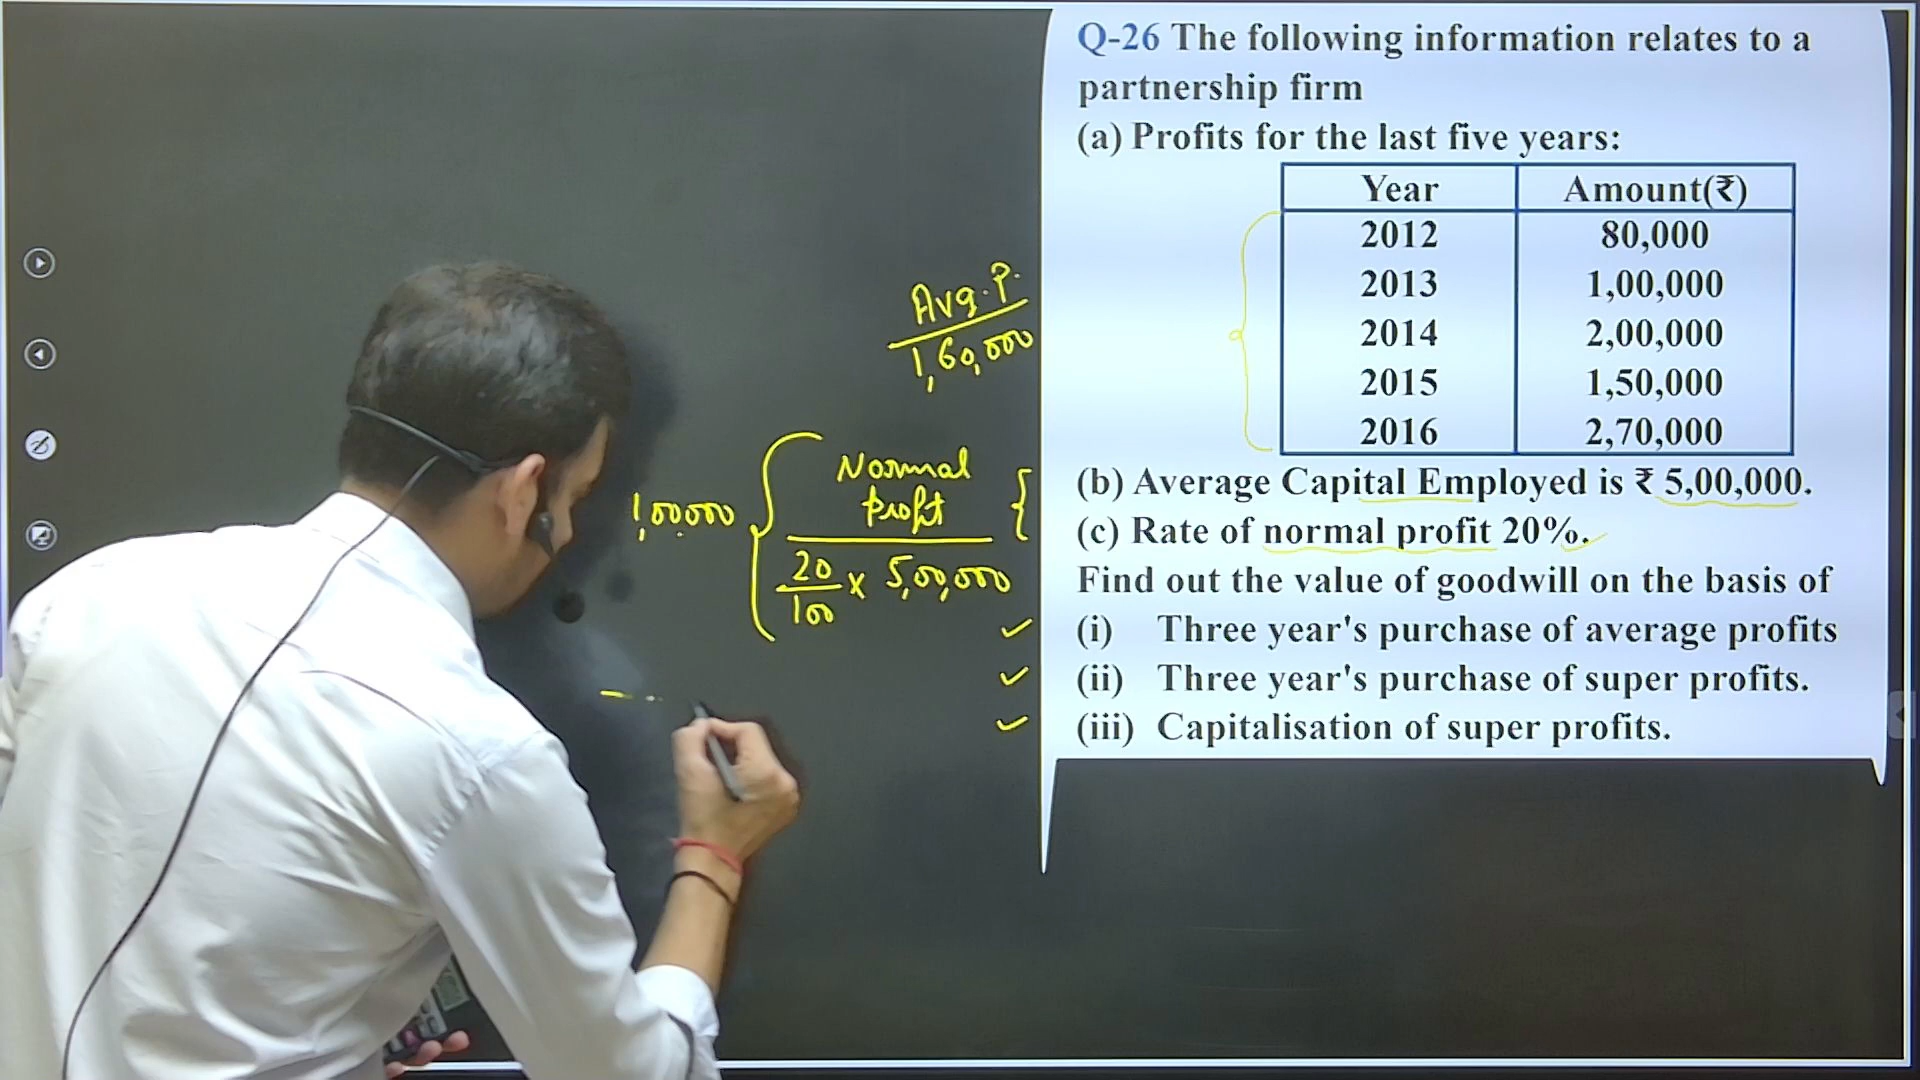 Q-26 The following information relates to a
partnership firm
(a) Profits for the last five years:
Year Amount(₹)
2012 80,000
2013 1,00,000
2014 2,00,000
2015 1,50,000
2016 2,70,000
(b) Average Capital Employed is ₹ 5,00,000.
(c) Rate of normal profit 20%.
Find out the value of goodwill on the basis of
(i) Three year's purchase of average profits
(ii) Three year's purchase of super profits.
(iii) Capitalisation of super profits.
Avg. P.
1,60,000
Normal
Profit
1,00000
20/100 × 5,00,000